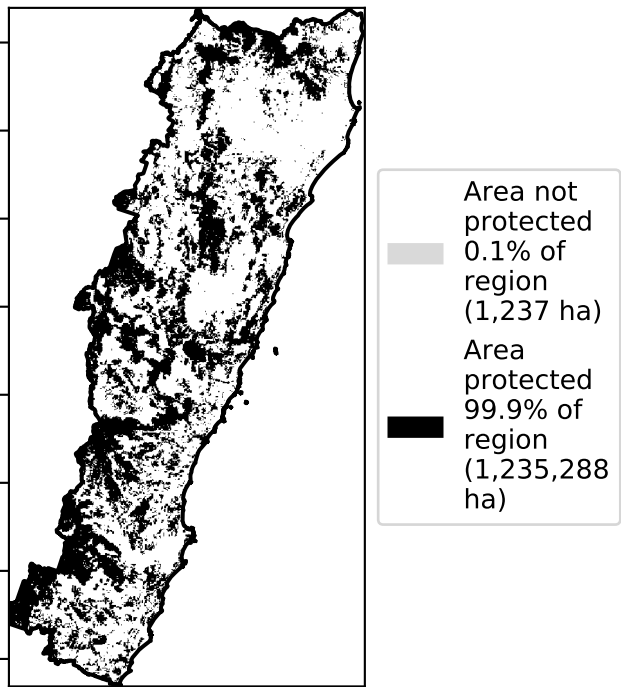 Area not
protected
0.1% of
region
(1,237 ha)
Area
protected
99.9% of
region
(1,235,288
ha)